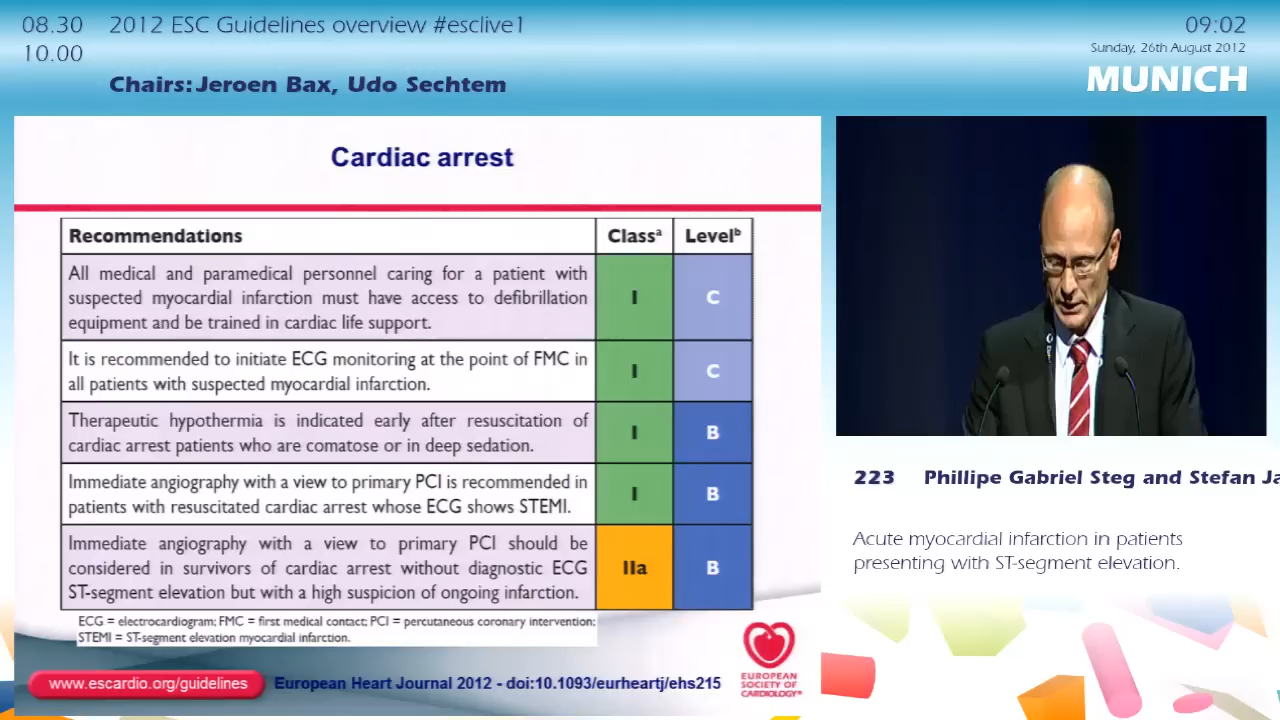 08.30 2012 ESC Guidelines overview #esclive1
10.00
Chairs: Jeroen Bax, Udo Sechtem
09:02
Sunday, 26th August 2012
MUNICH
Cardiac arrest
Recommendations Classᵃ Levelᵇ
All medical and paramedical personnel caring for a patient with
suspected myocardial infarction must have access to defibrillation
equipment and be trained in cardiac life support.
I C
It is recommended to initiate ECG monitoring at the point of FMC in
all patients with suspected myocardial infarction.
I C
Therapeutic hypothermia is indicated early after resuscitation of
cardiac arrest patients who are comatose or in deep sedation.
I B
Immediate angiography with a view to primary PCI is recommended in
patients with resuscitated cardiac arrest whose ECG shows STEMI.
I B
Immediate angiography with a view to primary PCI should be
considered in survivors of cardiac arrest without diagnostic ECG
ST-segment elevation but with a high suspicion of ongoing infarction.
IIa B
ECG = electrocardiogram; FMC = first medical contact; PCI = percutaneous coronary intervention;
STEMI = ST-segment elevation myocardial infarction.
www.escardio.org/guidelines
European Heart Journal 2012 - doi:10.1093/eurheartj/ehs215
EUROPEAN
SOCIETY OF
CARDIOLOGY®
223 Phillipe Gabriel Steg and Stefan Ja
Acute myocardial infarction in patients
presenting with ST-segment elevation.